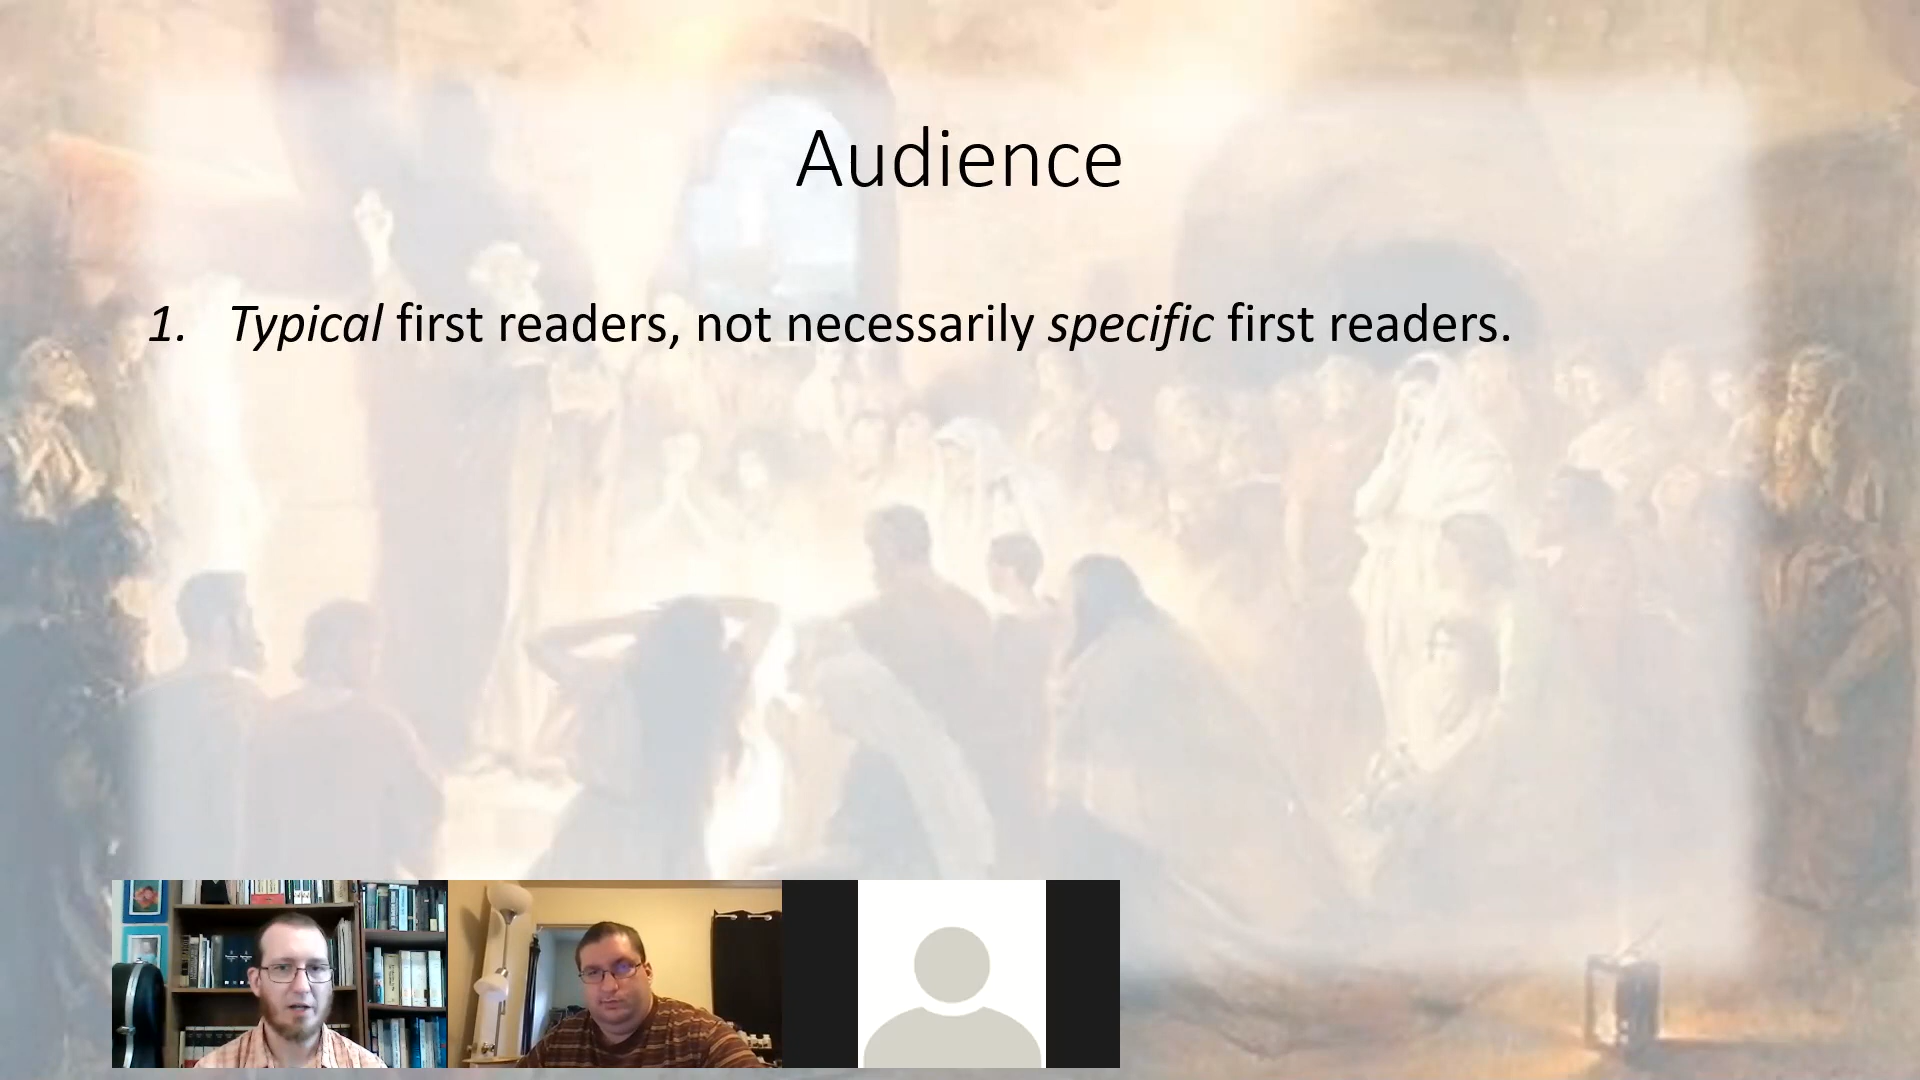 Audience
1. Typical first readers, not necessarily specific first readers.